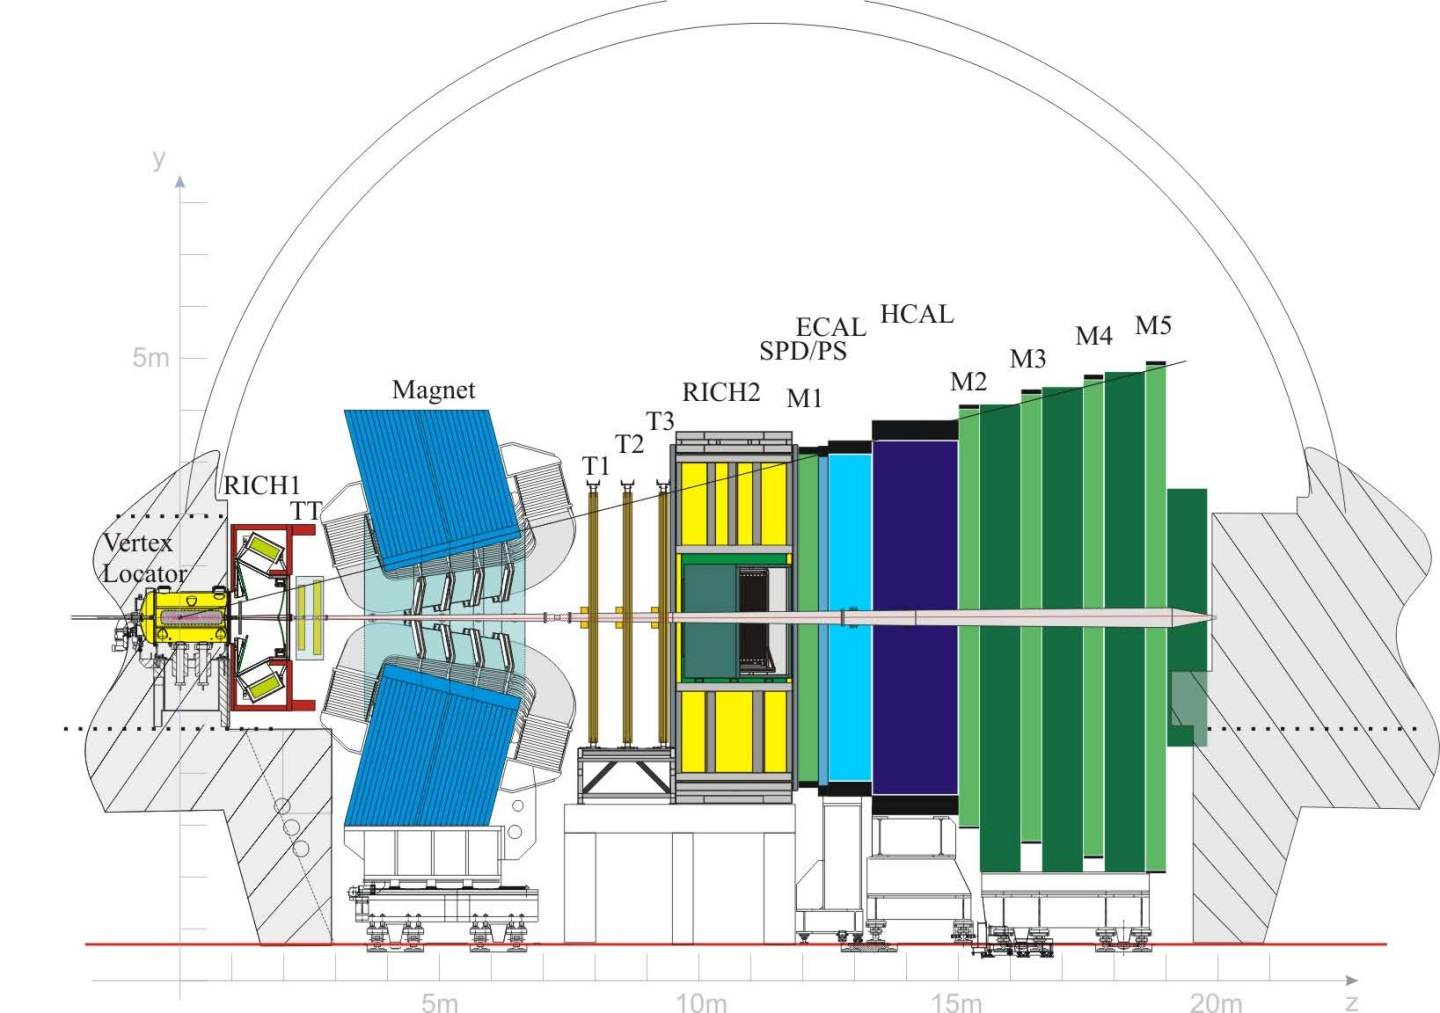 y
5m
HCAL
ECAL
M5
M4
SPD/PS
M3
M2
Magnet
RICH2
M1
T3
T2
T1
RICH1
TT
Vertex
Locator
5m
10m
15m
20m
z